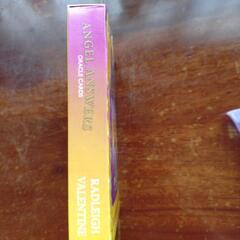 ANGEL ANSWERS
ORACLE CARDS
RADLEIGH
VALENTINE